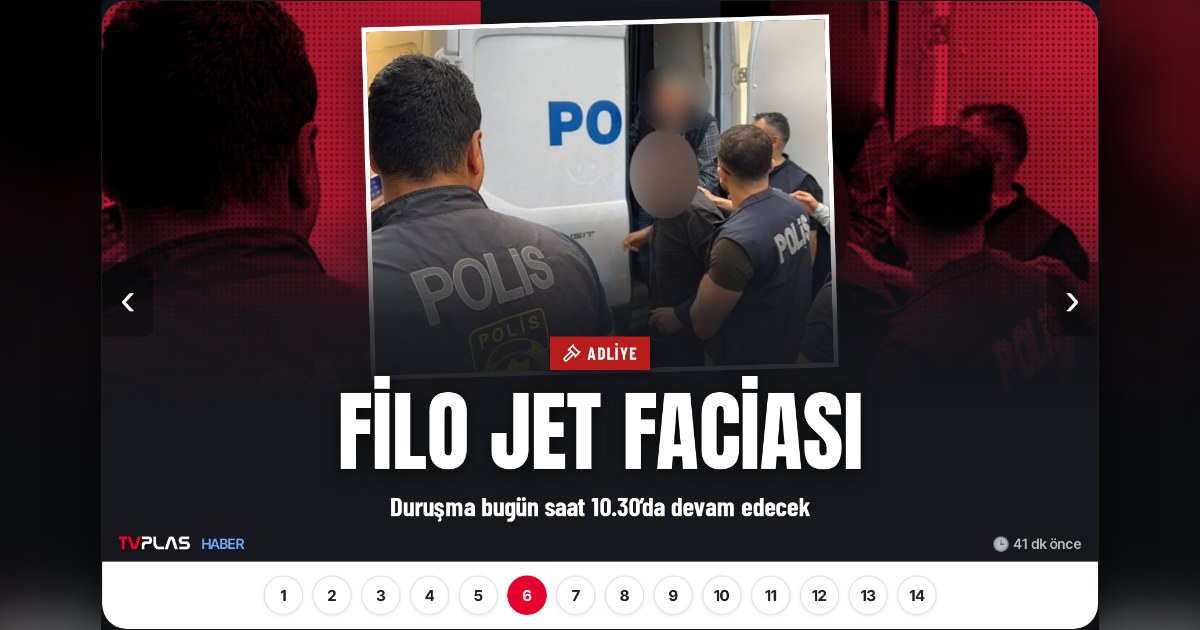 PO
POLİS
POLİS
POLİS
ADLİYE
FİLO JET FACİASI
Duruşma bugün saat 10.30'da devam edecek
TVPLAS HABER
41 dk önce
1 2 3 4 5 6 7 8 9 10 11 12 13 14